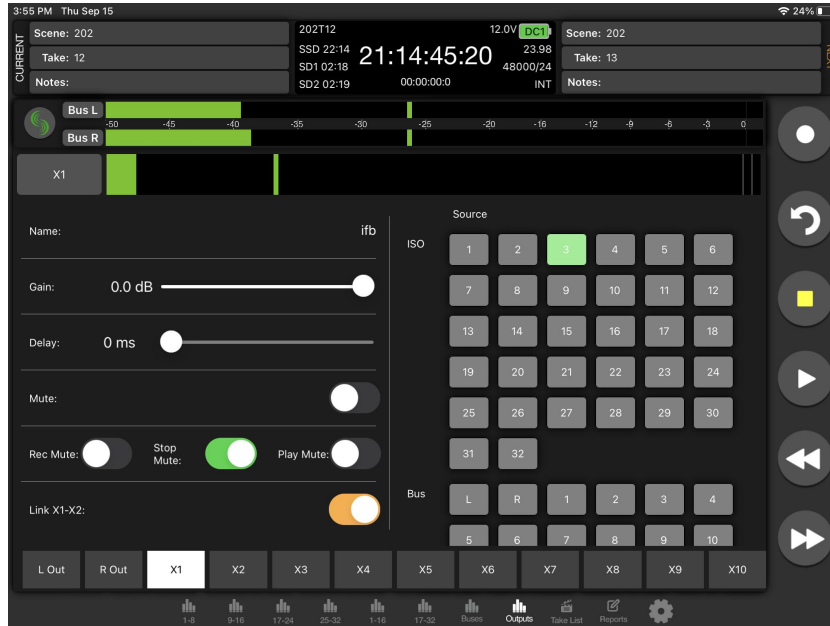 3:55 PM Thu Sep 15 24%
CURRENT
Scene: 202
Take: 12
Notes:
202T12 12.0V DC1
SSD 22:14 21:14:45:20 23.98
SD1 02:18 48000/24
SD2 02:19 00:00:00:0 INT
Scene: 202
Take: 13
Notes:
NEXT
Bus L
-50 -45 -40 -35 -30 -25 -20 -16 -12 -9 -6 -3 0
Bus R
X1
Name: ifb
Gain: 0.0 dB
Delay: 0 ms
Mute:
Rec Mute: Stop Mute: Play Mute:
Link X1-X2:
Source
ISO 1 2 3 4 5 6
7 8 9 10 11 12
13 14 15 16 17 18
19 20 21 22 23 24
25 26 27 28 29 30
31 32
Bus L R 1 2 3 4
5 6 7 8 9 10
L Out R Out X1 X2 X3 X4 X5 X6 X7 X8 X9 X10
1-8 9-16 17-24 25-32 1-16 17-32 Buses Outputs Take List Reports